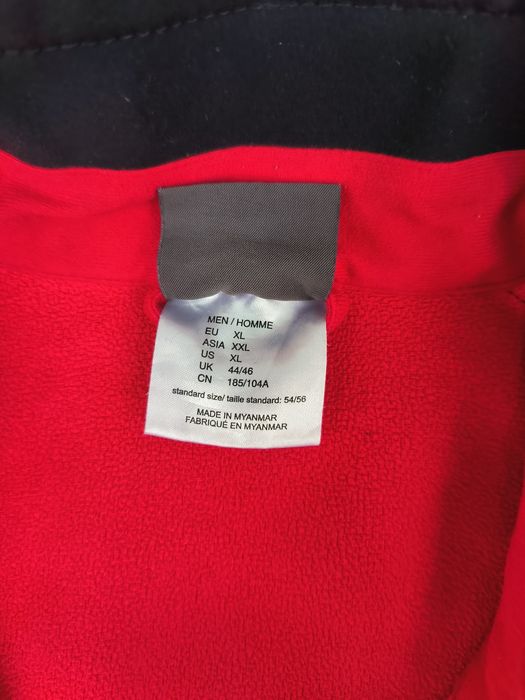 MEN / HOMME
EU XL
ASIA XXL
US XL
UK 44/46
CN 185/104A
standard size/ taille standard: 54/56
MADE IN MYANMAR
FABRIQUÉ EN MYANMAR